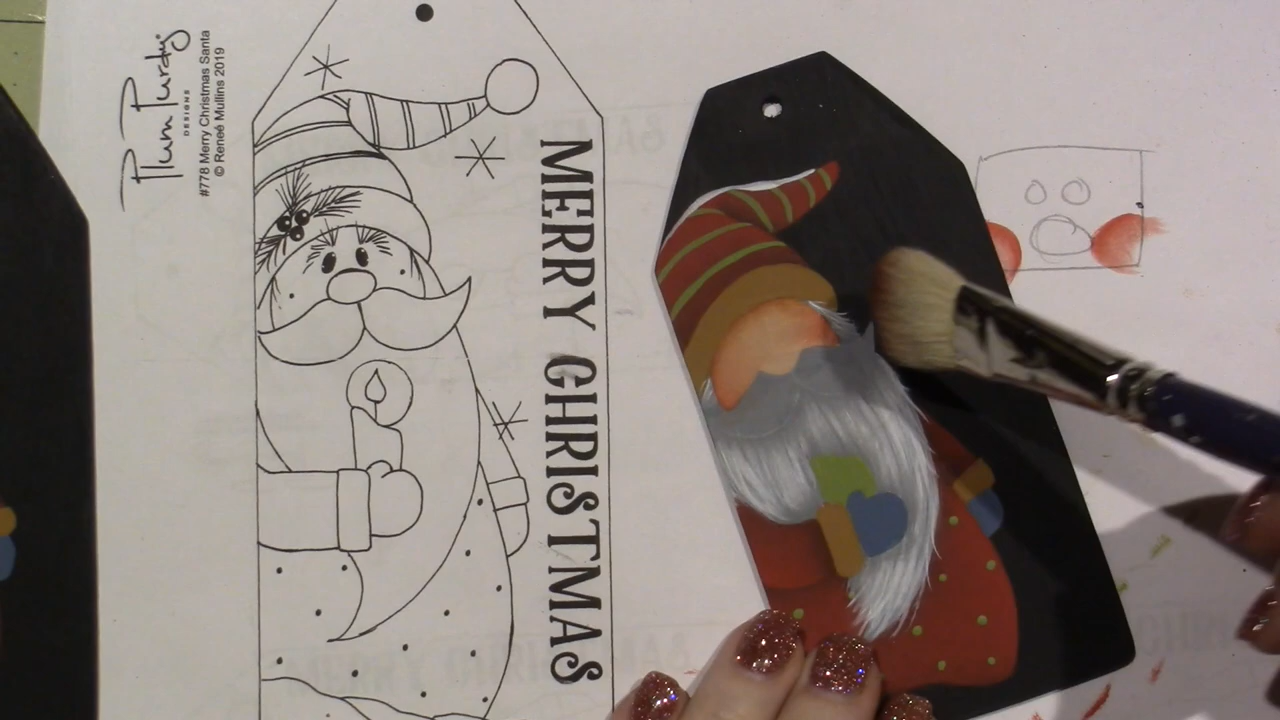 Plum Purdy
DESIGNS
#778 Merry Christmas Santa
© Reneé Mullins 2019
MERRY CHRISTMAS